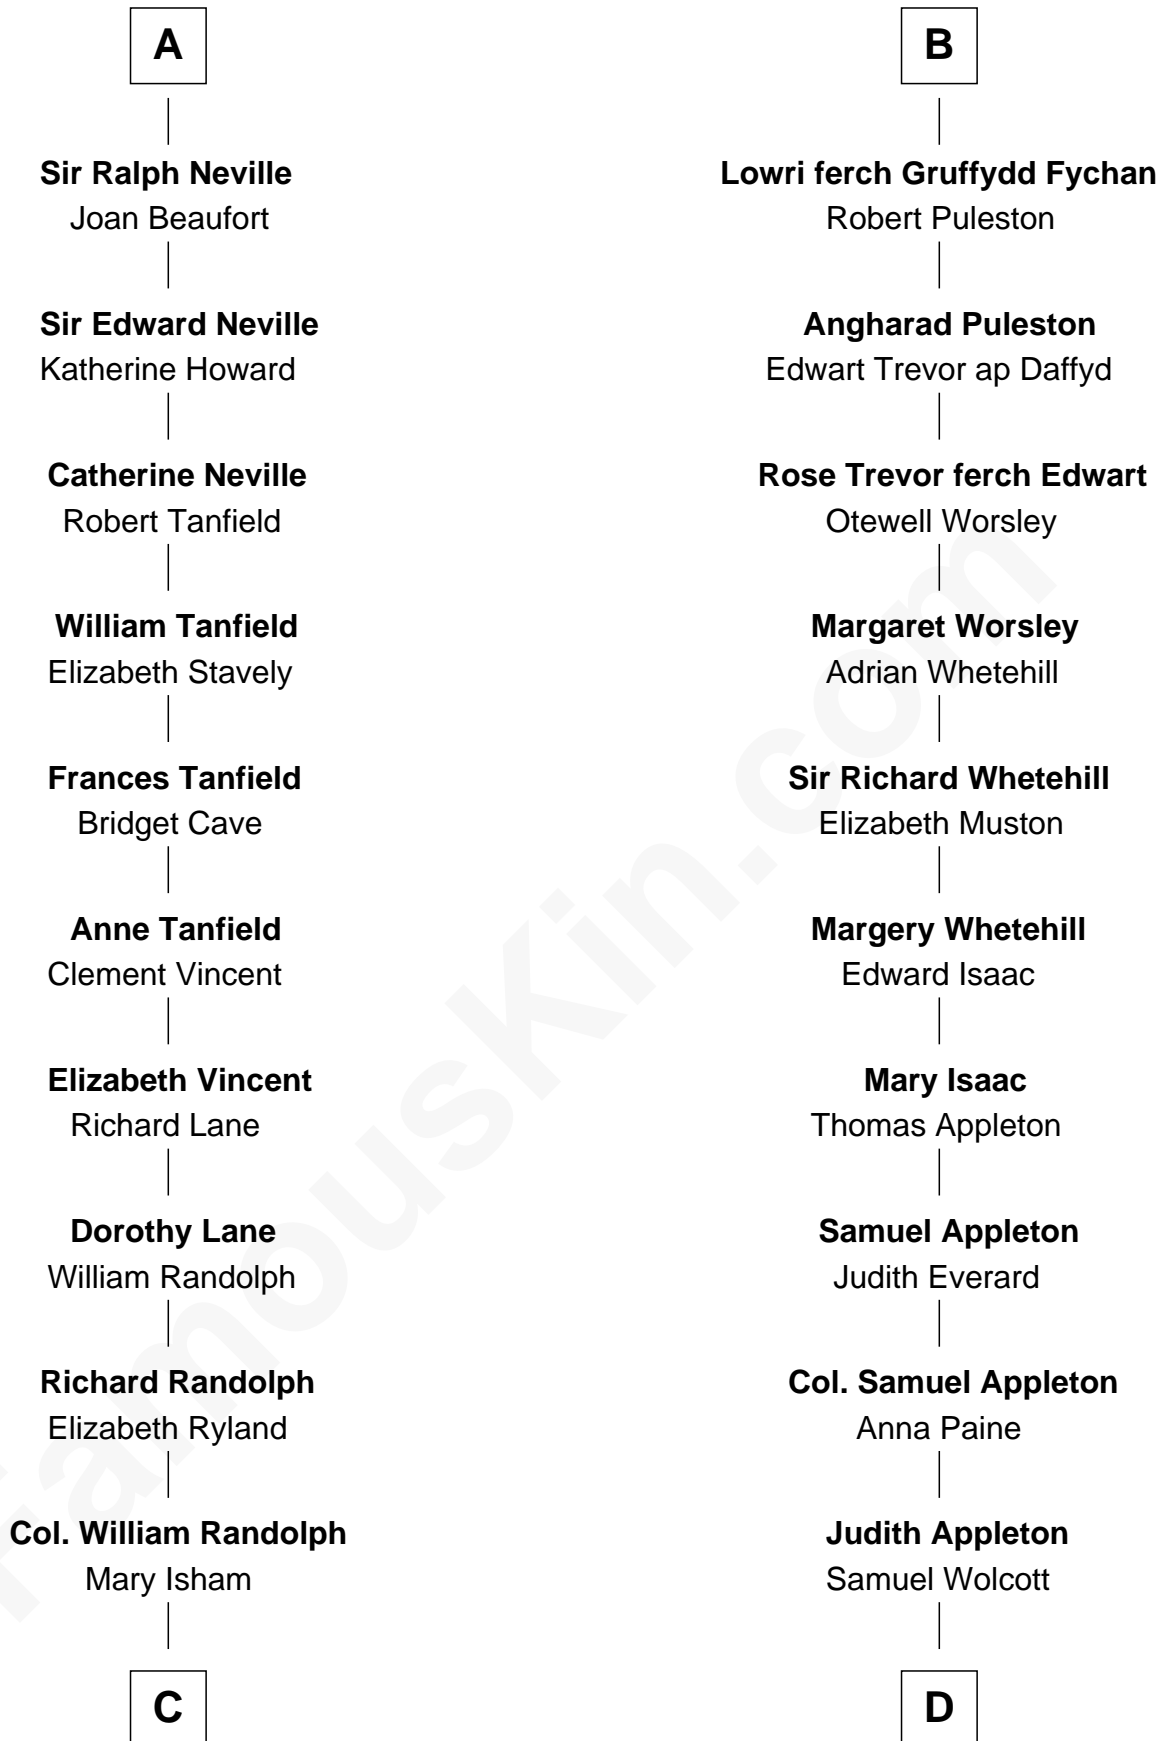 A
Sir Ralph Neville
Joan Beaufort
Sir Edward Neville
Katherine Howard
Catherine Neville
Robert Tanfield
William Tanfield
Elizabeth Stavely
Frances Tanfield
Bridget Cave
Anne Tanfield
Clement Vincent
Elizabeth Vincent
Richard Lane
Dorothy Lane
William Randolph
Richard Randolph
Elizabeth Ryland
Col. William Randolph
Mary Isham
C
B
Lowri ferch Gruffydd Fychan
Robert Puleston
Angharad Puleston
Edwart Trevor ap Daffyd
Rose Trevor ferch Edwart
Otewell Worsley
Margaret Worsley
Adrian Whetehill
Sir Richard Whetehill
Elizabeth Muston
Margery Whetehill
Edward Isaac
Mary Isaac
Thomas Appleton
Samuel Appleton
Judith Everard
Col. Samuel Appleton
Anna Paine
Judith Appleton
Samuel Wolcott
D
FamousKin.com